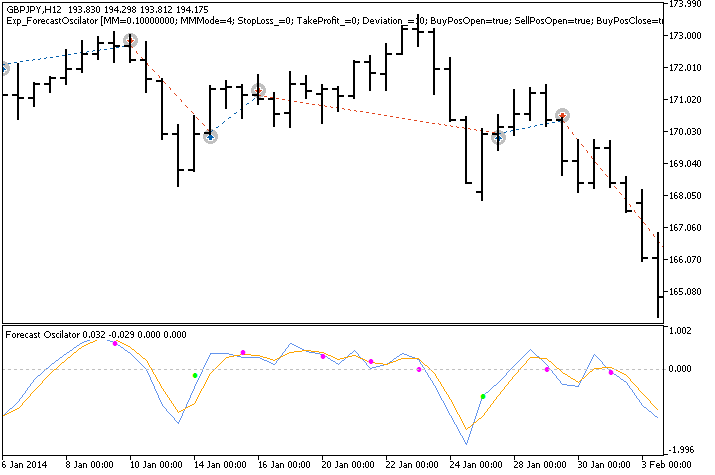 GBPJPY,H12 193.830 194.298 193.812 194.175
Exp_ForecastOscilator [MM=0.10000000; MMMode=4; StopLoss_=0; TakeProfit_=0; Deviation_=10; BuyPosOpen=true; SellPosOpen=true; BuyPosClose=tr
173.990
173.000
172.010
171.020
170.030
169.040
168.050
167.060
166.070
165.080
Forecast Oscilator 0.032 -0.029 0.000 0.000
1.002
0.000
-1.996
6 Jan 2014
8 Jan 00:00
10 Jan 00:00
14 Jan 00:00
16 Jan 00:00
20 Jan 00:00
22 Jan 00:00
24 Jan 00:00
28 Jan 00:00
30 Jan 00:00
3 Feb 00:00